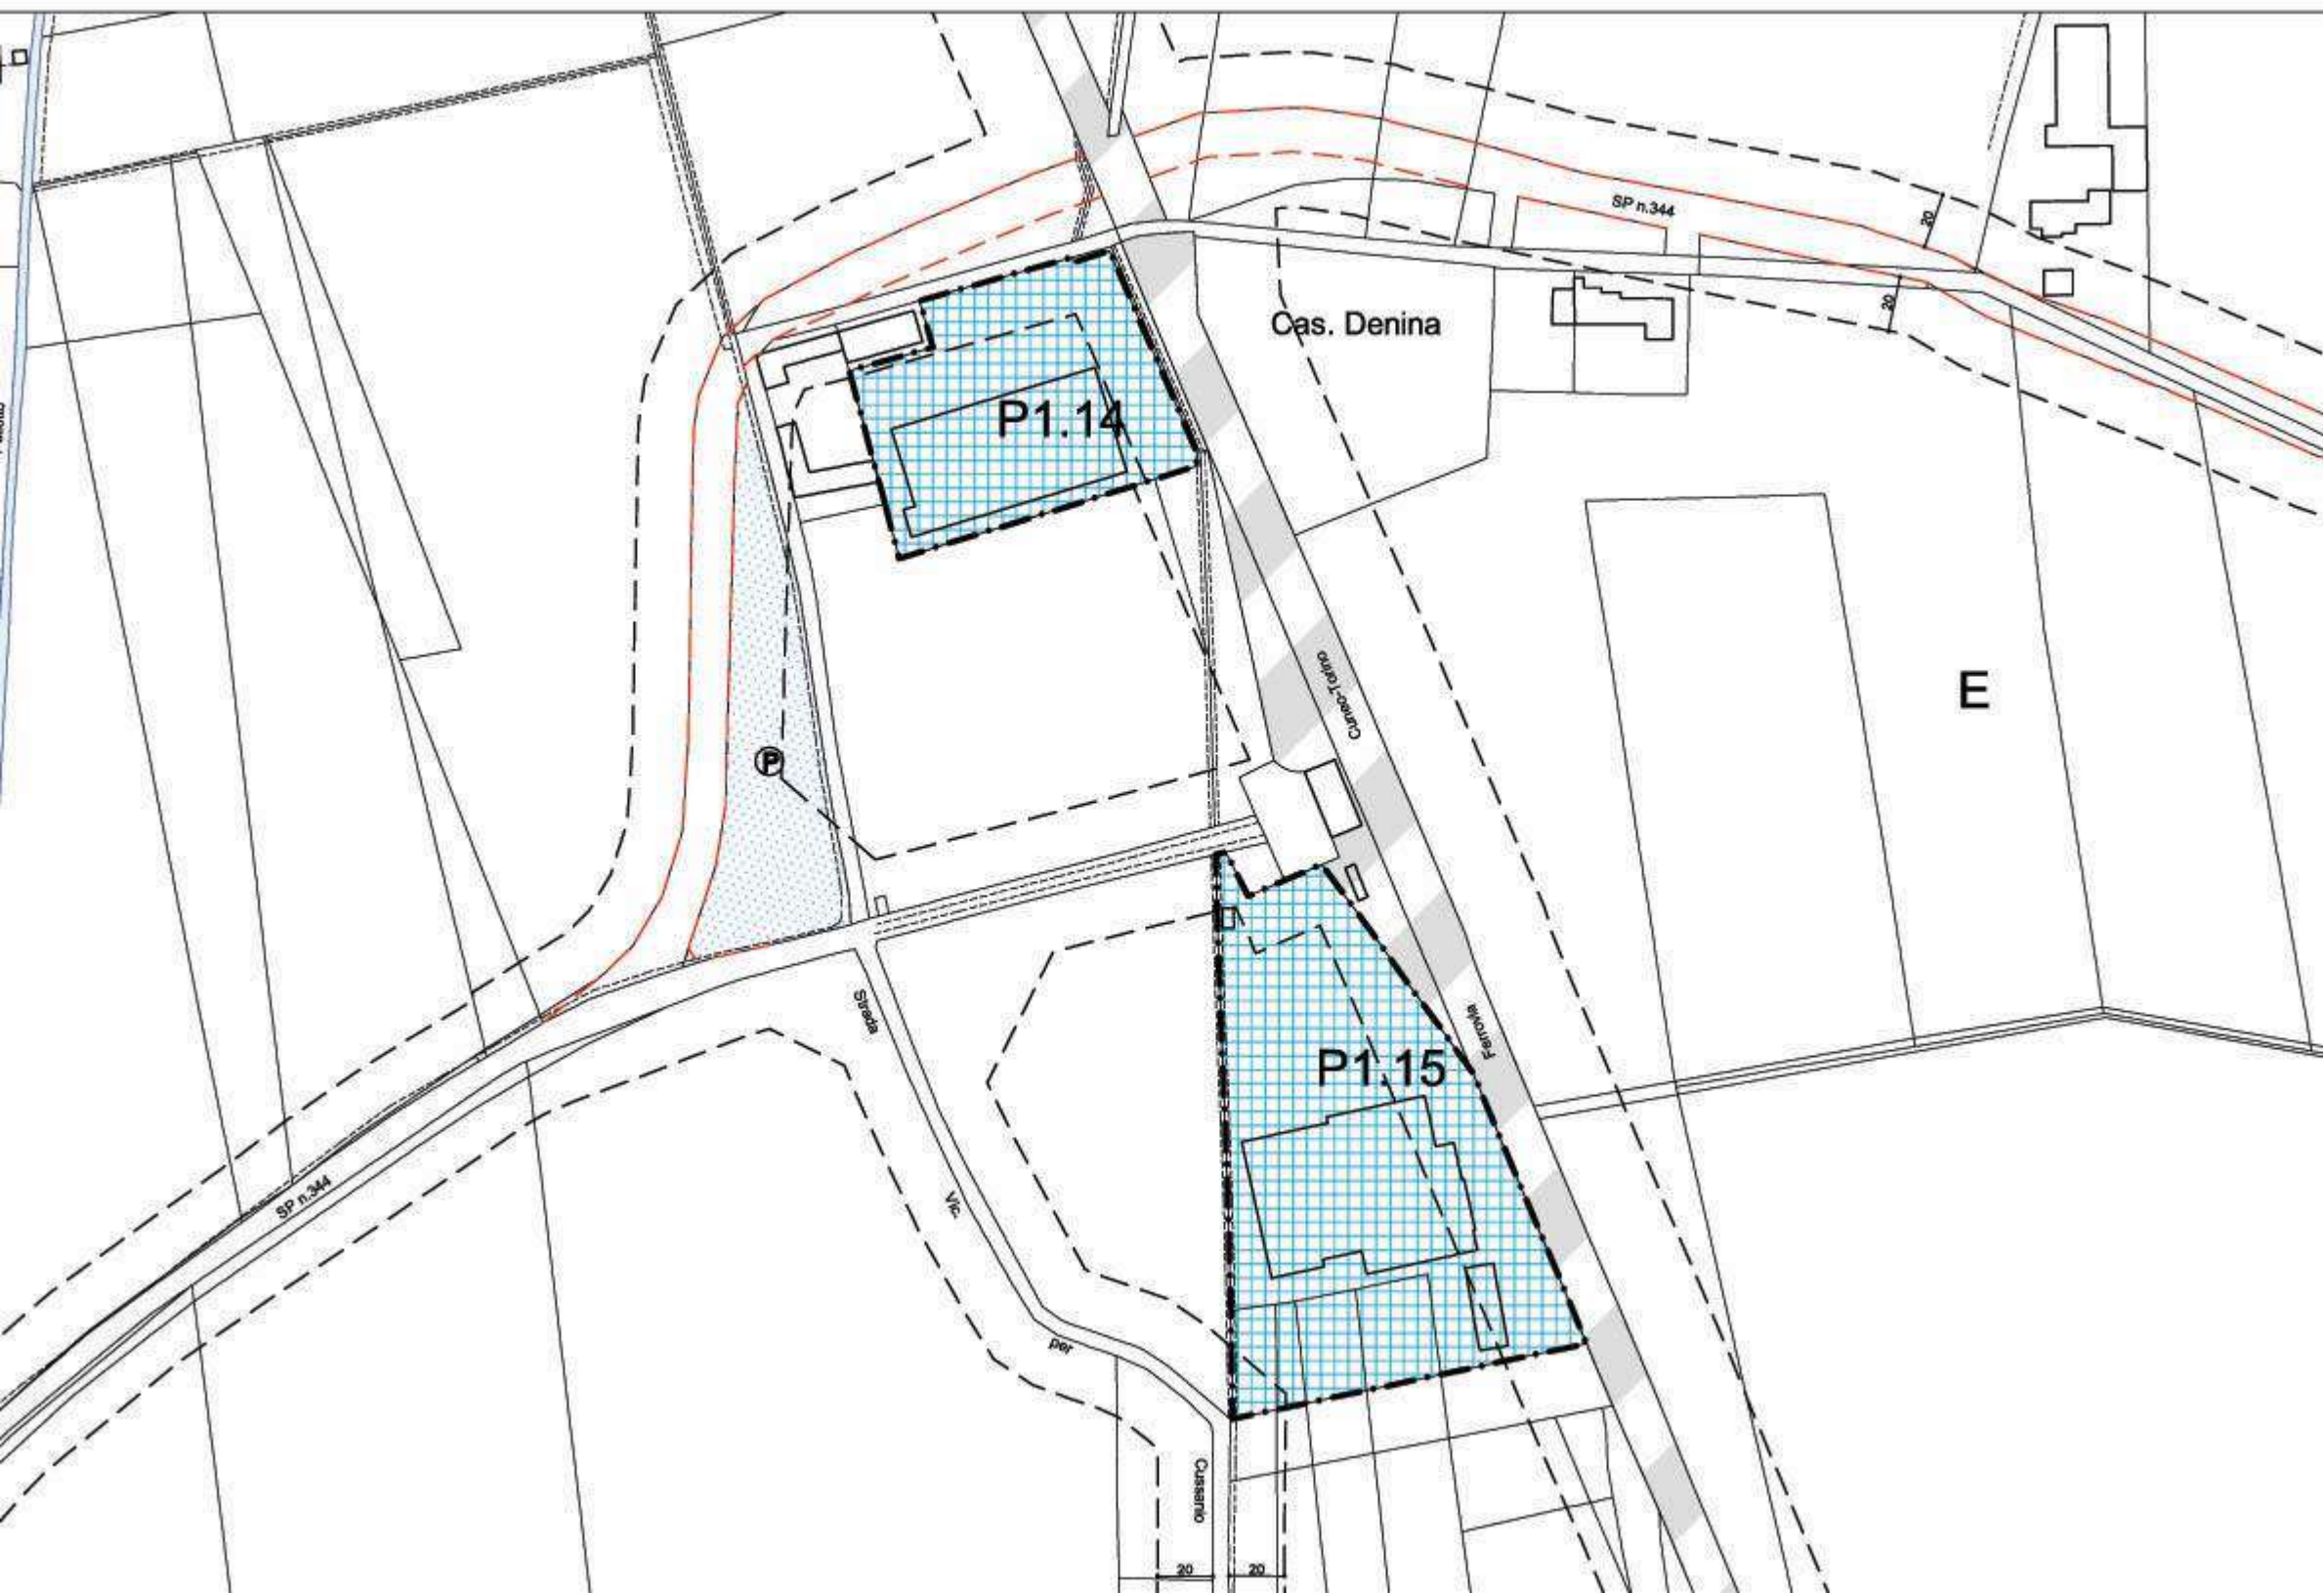 SP n.344
20
20
Cas. Denina
P1.14
Cuneo-Torino
E
P
Strada
Ferrovia
P1.15
SP n.344
Vic.
per
Cussanio
20
20